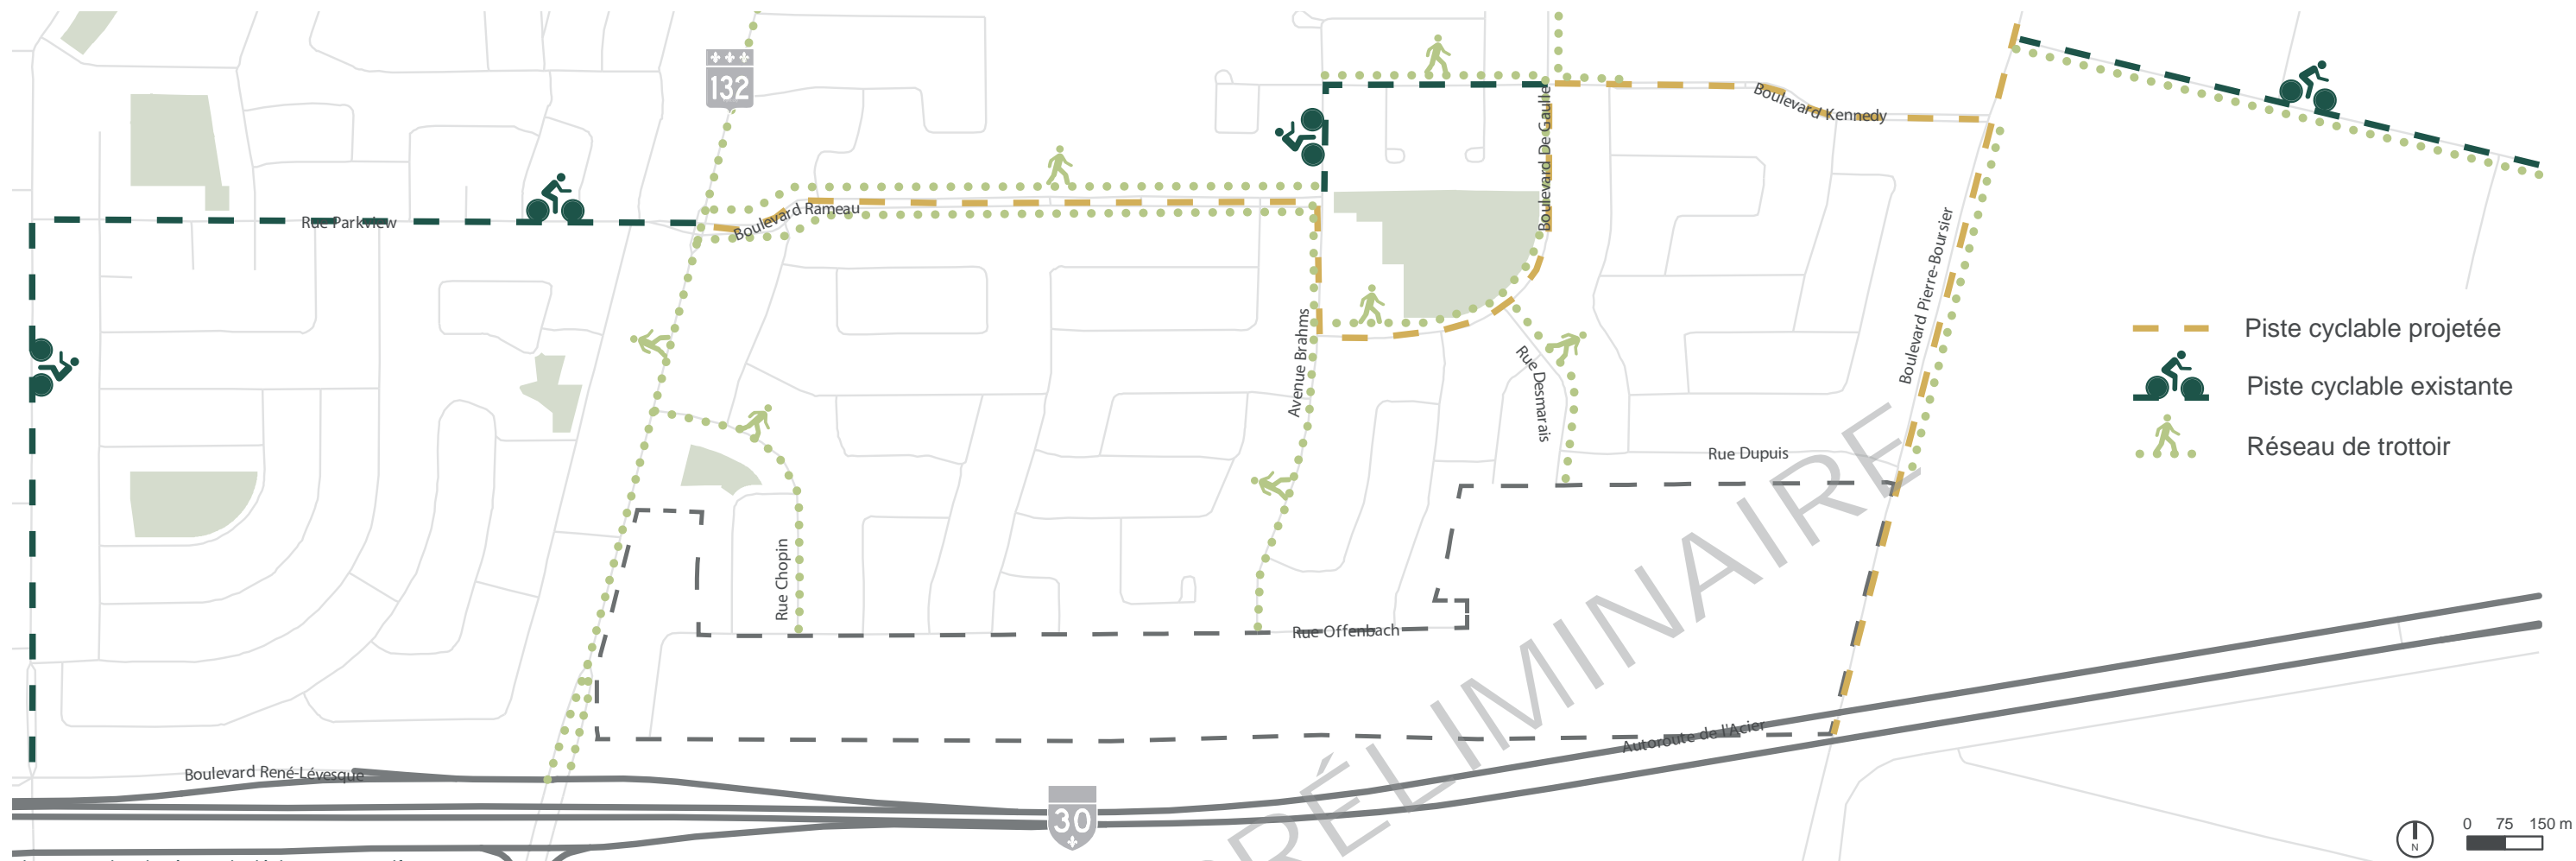 132
Boulevard Kennedy
Boulevard De Gaulle
Boulevard Rameau
Rue Parkview
Boulevard Pierre-Boursier
Avenue Brahms
Rue Desmarais
Piste cyclable projetée
Piste cyclable existante
Réseau de trottoir
Rue Dupuis
Rue Chopin
Rue Offenbach
PRÉLIMINAIRE
Autoroute de l'Acier
Boulevard René-Lévesque
30
N
0 75 150 m